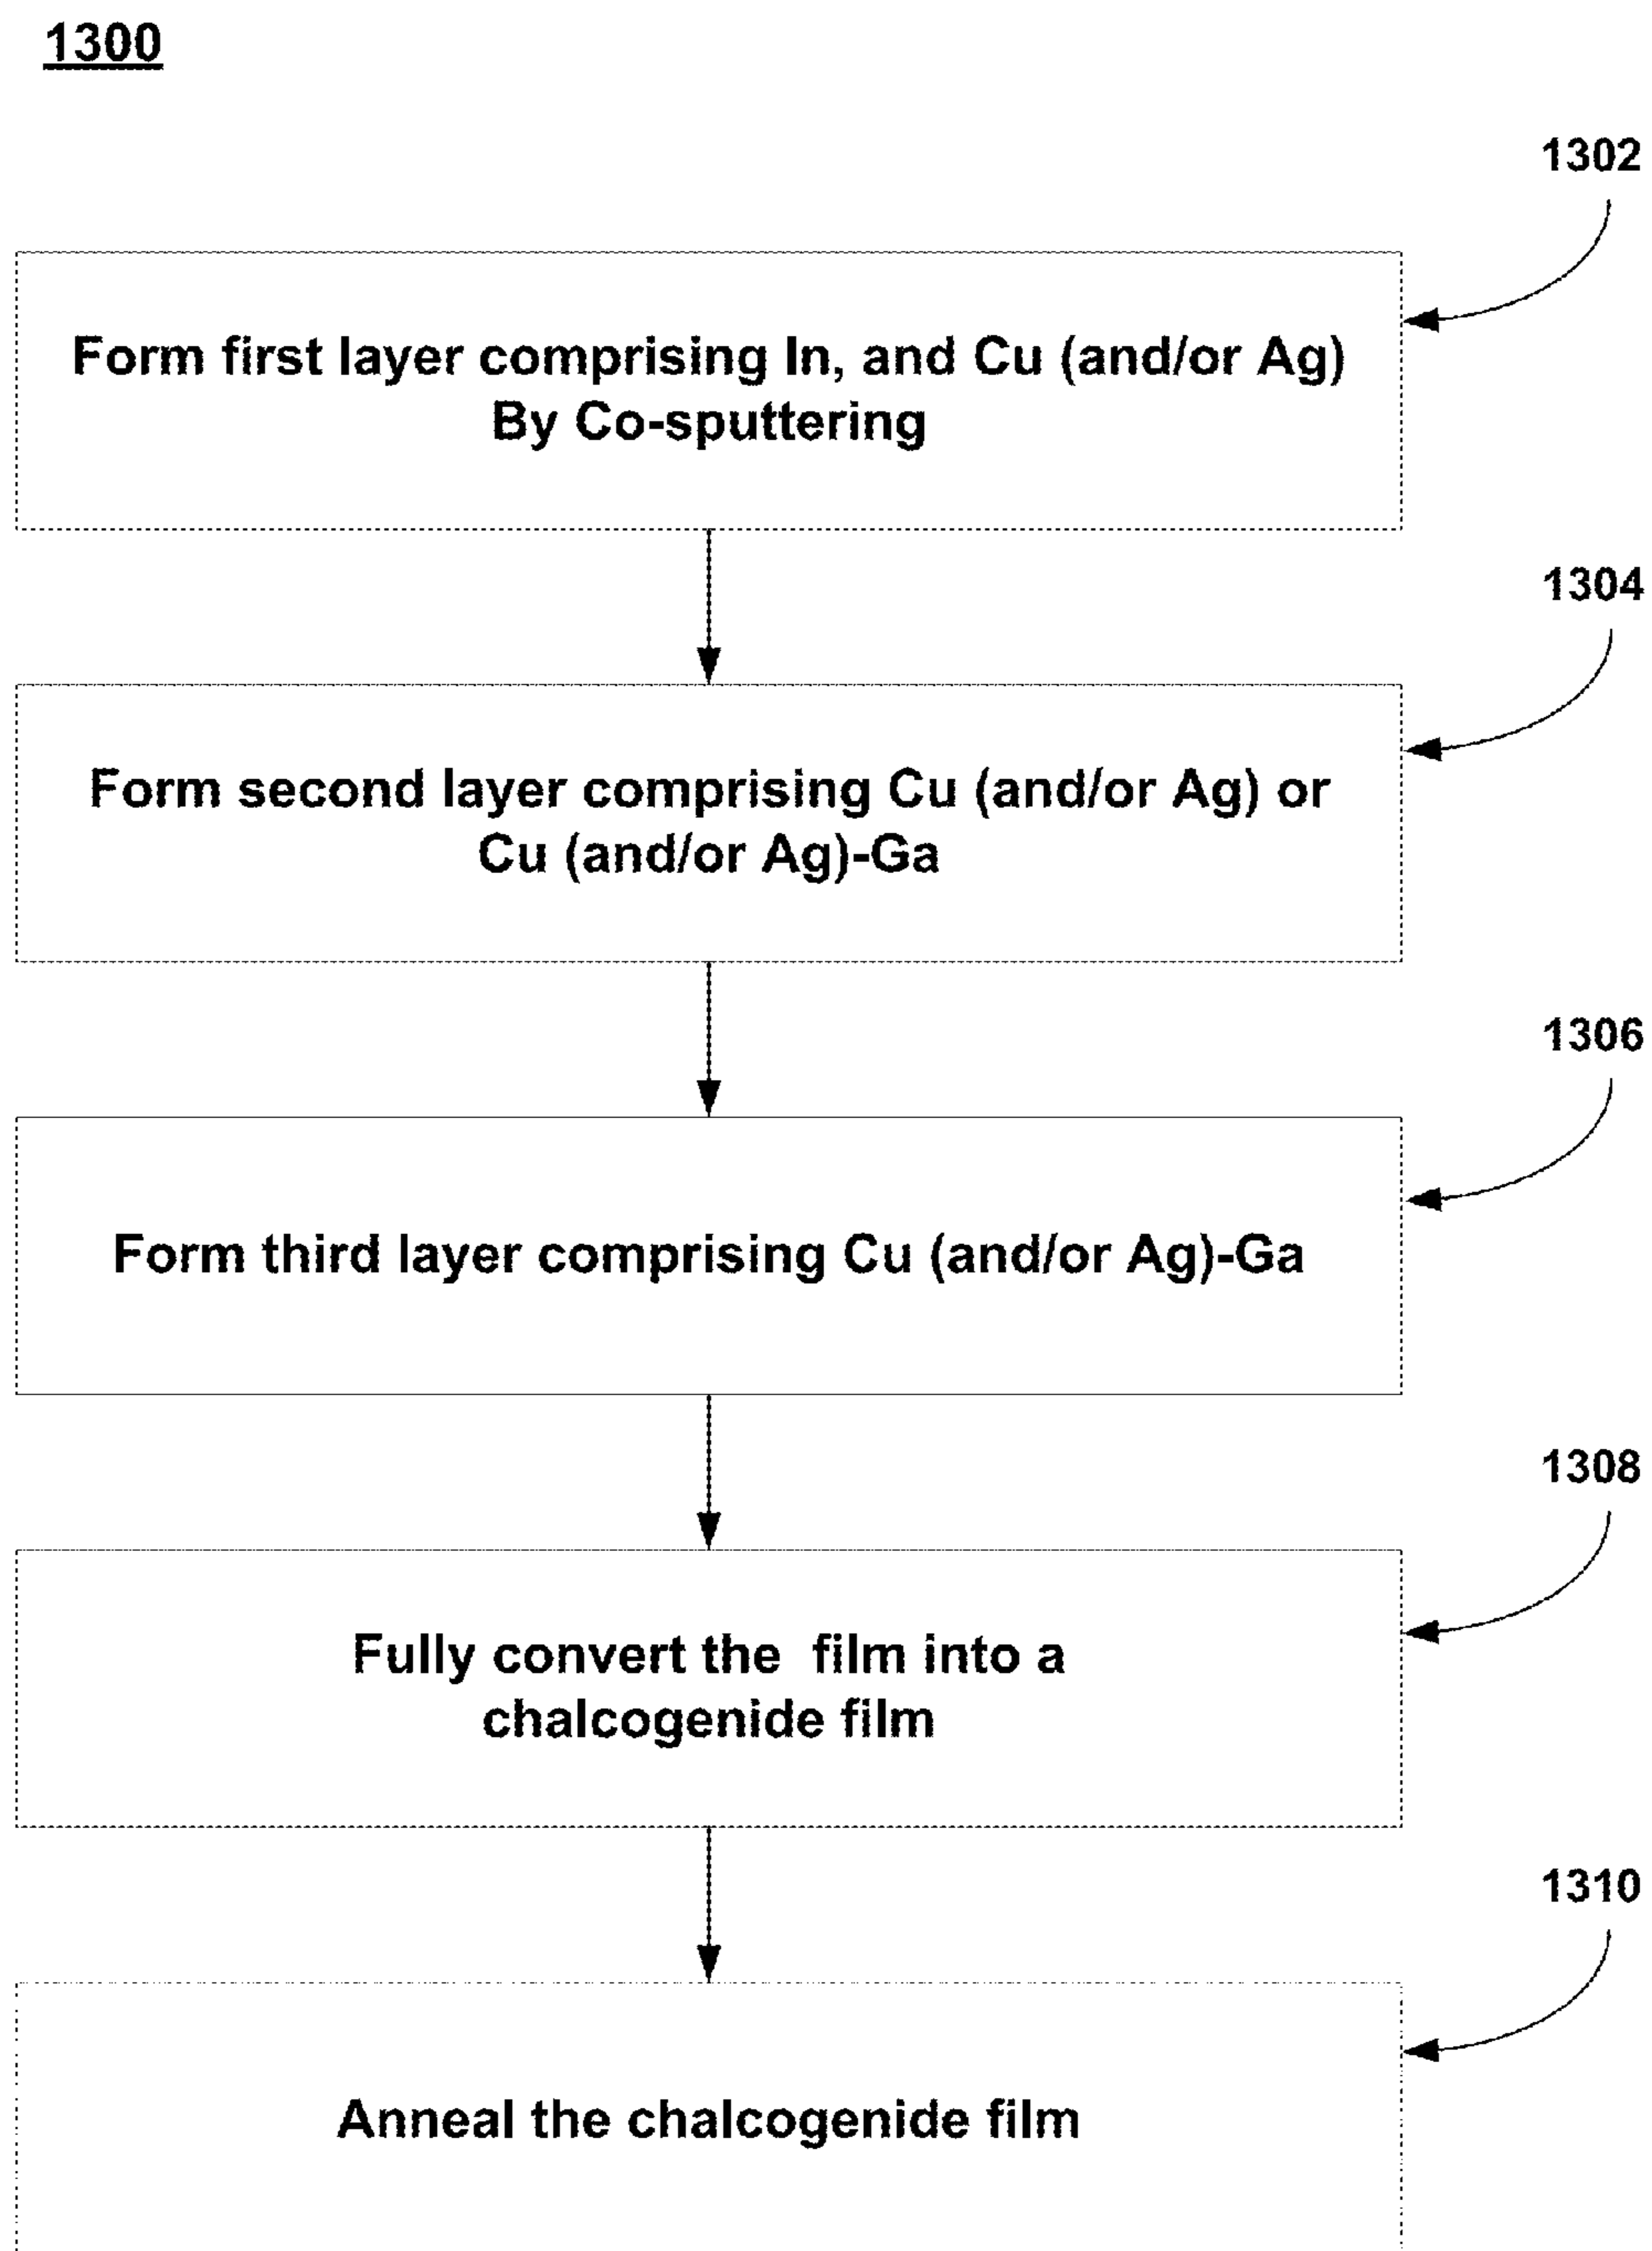 1300
1302
Form first layer comprising In, and Cu (and/or Ag)
By Co-sputtering
1304
Form second layer comprising Cu (and/or Ag) or
Cu (and/or Ag)-Ga
1306
Form third layer comprising Cu (and/or Ag)-Ga
1308
Fully convert the film into a
chalcogenide film
1310
Anneal the chalcogenide film